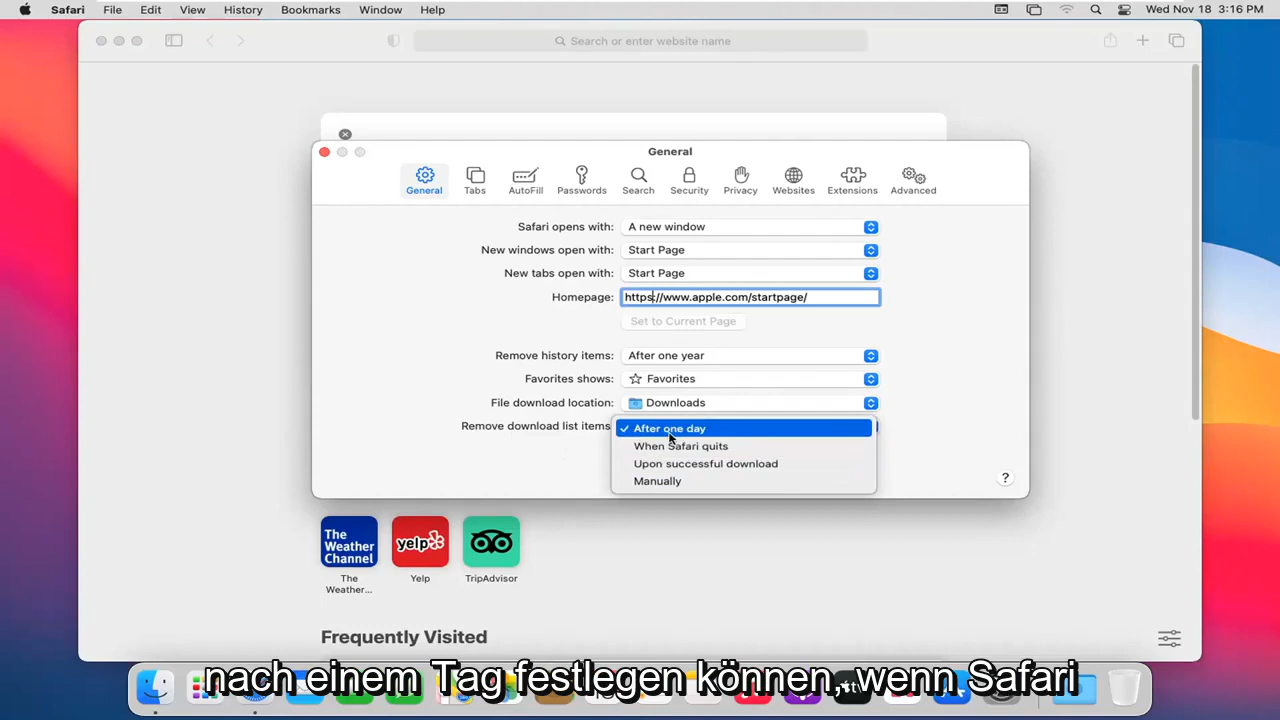 Safari File Edit View History Bookmarks Window Help Wed Nov 18 3:16 PM
Search or enter website name
General
General Tabs AutoFill Passwords Search Security Privacy Websites Extensions Advanced
Safari opens with: A new window
New windows open with: Start Page
New tabs open with: Start Page
Homepage: https://www.apple.com/startpage/
Set to Current Page
Remove history items: After one year
Favorites shows: Favorites
File download location: Downloads
Remove download list items After one day
When Safari quits
Upon successful download
Manually
?
The
Weather
Channel
yelp
The
Weather...
Yelp
TripAdvisor
Frequently Visited
nach einem Tag festlegen können, wenn Safari